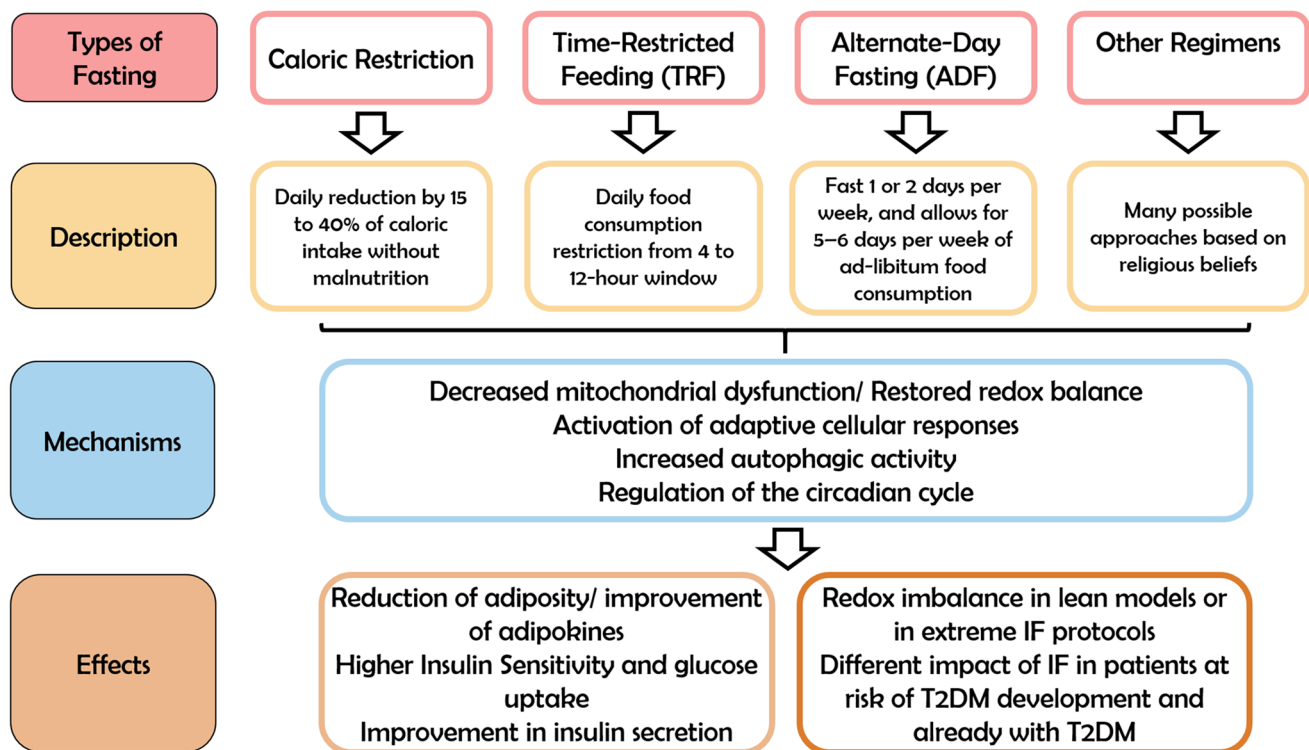 Types of
Fasting
Caloric Restriction
Time-Restricted
Feeding (TRF)
Alternate-Day
Fasting (ADF)
Other Regimens
Description
Daily reduction by 15
to 40% of caloric
intake without
malnutrition
Daily food
consumption
restriction from 4 to
12-hour window
Fast 1 or 2 days per
week, and allows for
5–6 days per week of
ad-libitum food
consumption
Many possible
approaches based on
religious beliefs
Mechanisms
Decreased mitochondrial dysfunction/ Restored redox balance
Activation of adaptive cellular responses
Increased autophagic activity
Regulation of the circadian cycle
Effects
Reduction of adiposity/ improvement
of adipokines
Higher Insulin Sensitivity and glucose
uptake
Improvement in insulin secretion
Redox imbalance in lean models or
in extreme IF protocols
Different impact of IF in patients at
risk of T2DM development and
already with T2DM